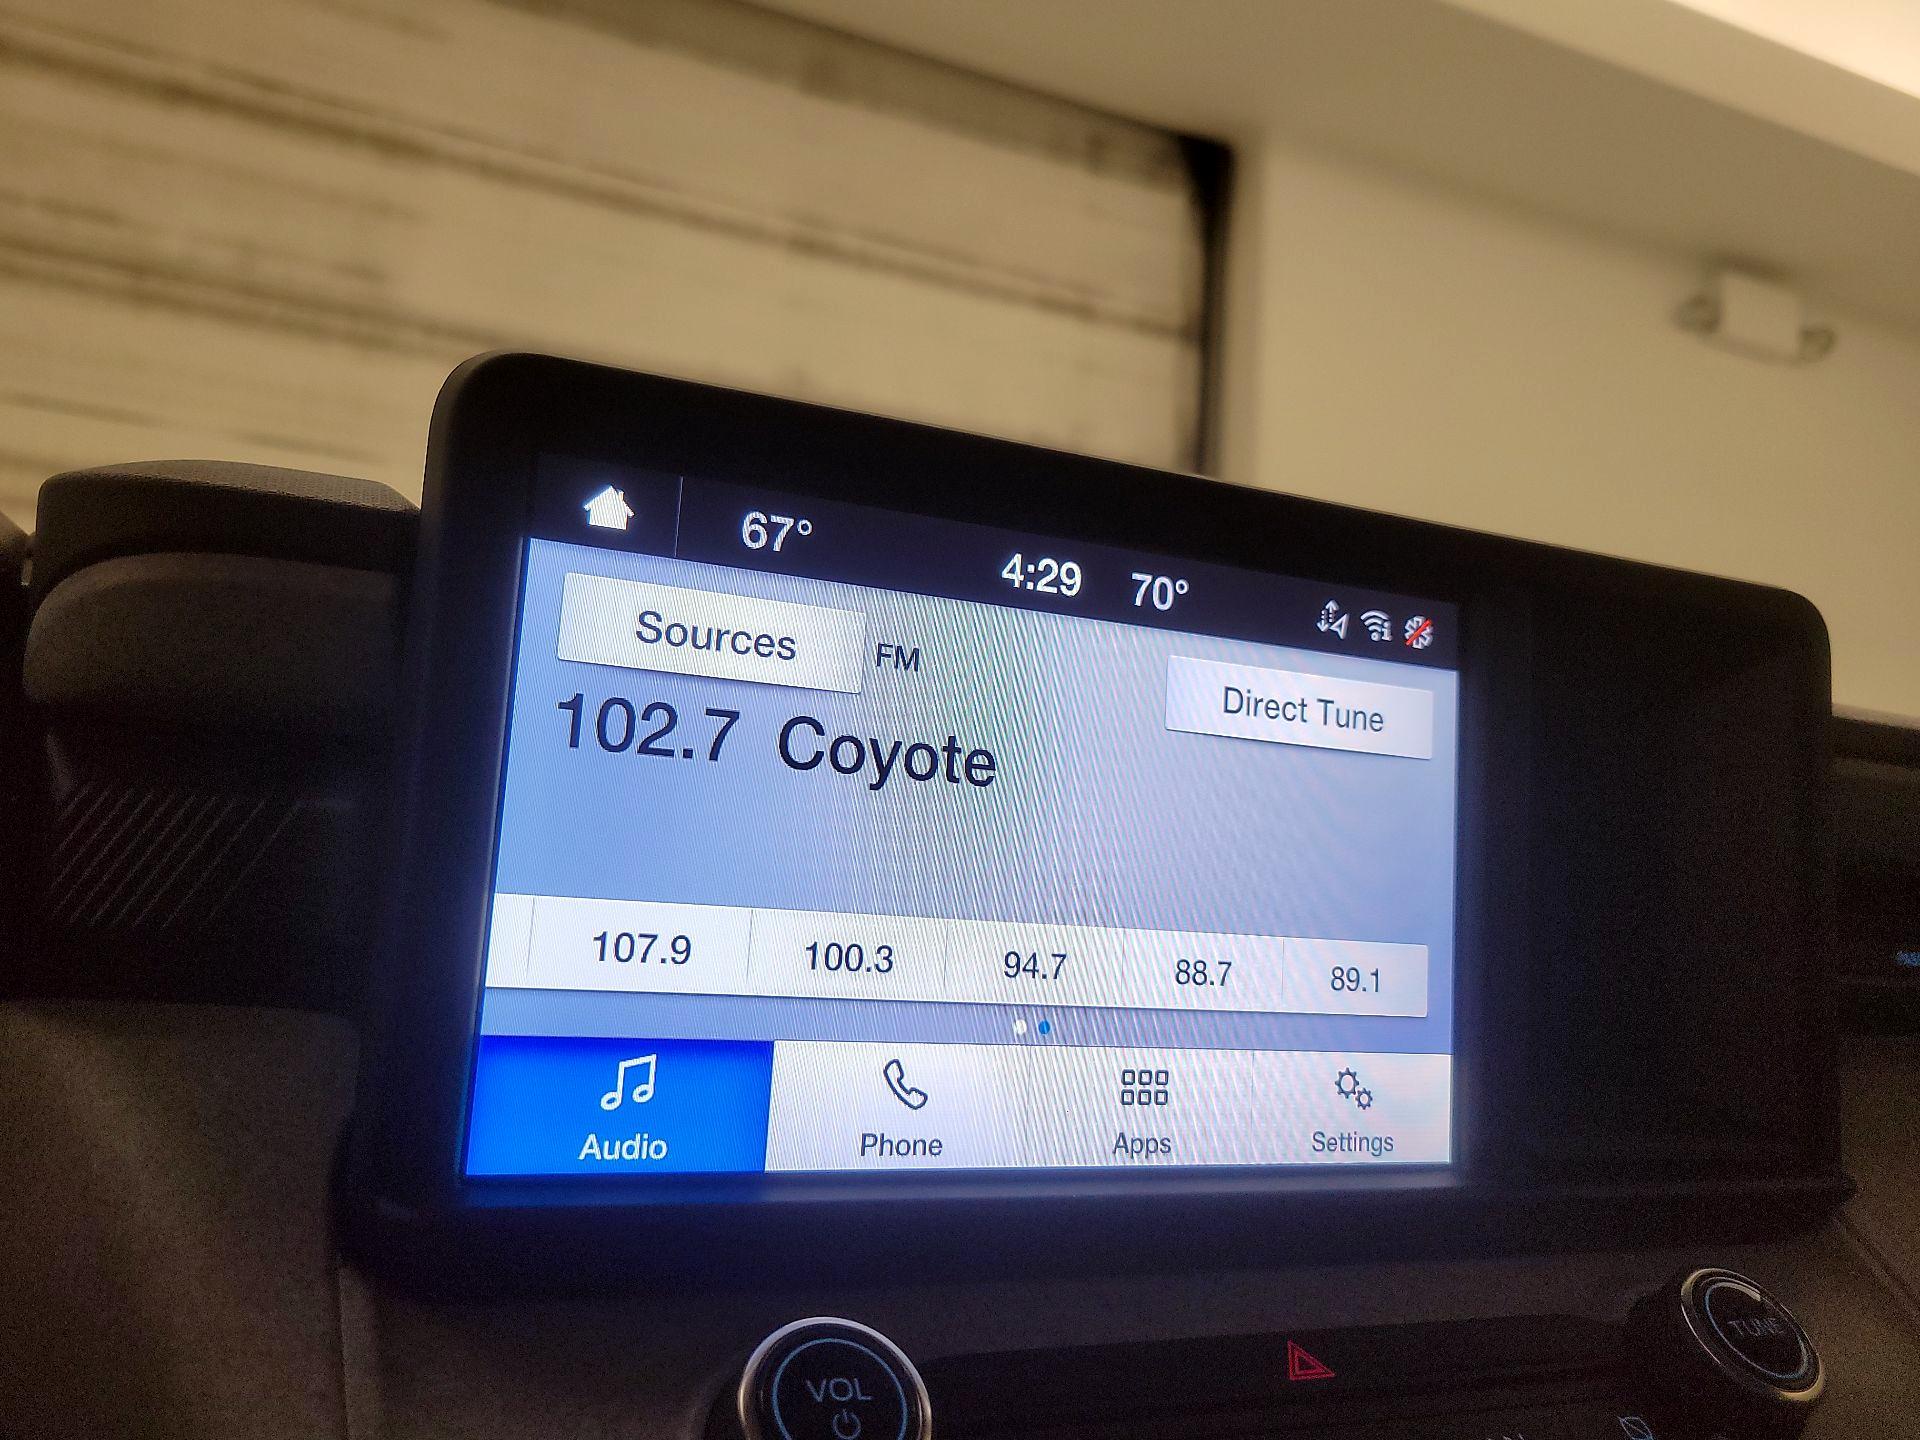 67° 4:29 70°
Sources FM Direct Tune
102.7 Coyote
107.9 100.3 94.7 88.7 89.1
Audio Phone Apps Settings
VOL TUNE